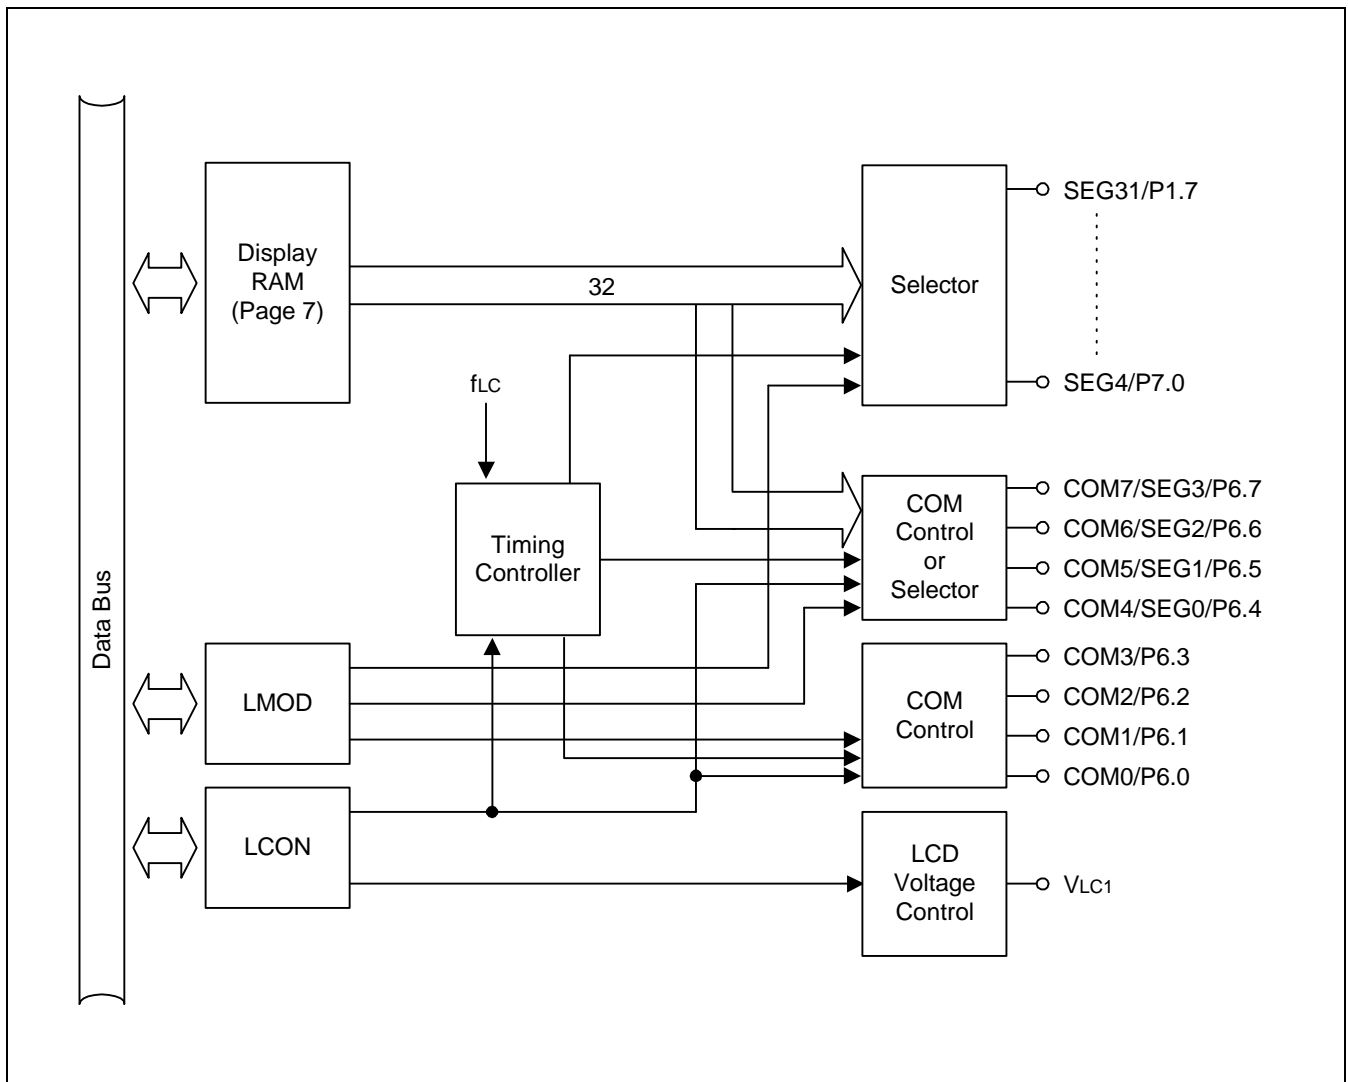 Data Bus
Display
RAM
(Page 7)
32
Selector
SEG31/P1.7
SEG4/P7.0
fLC
Timing
Controller
COM
Control
or
Selector
COM7/SEG3/P6.7
COM6/SEG2/P6.6
COM5/SEG1/P6.5
COM4/SEG0/P6.4
LMOD
COM
Control
COM3/P6.3
COM2/P6.2
COM1/P6.1
COM0/P6.0
LCON
LCD
Voltage
Control
VLC1